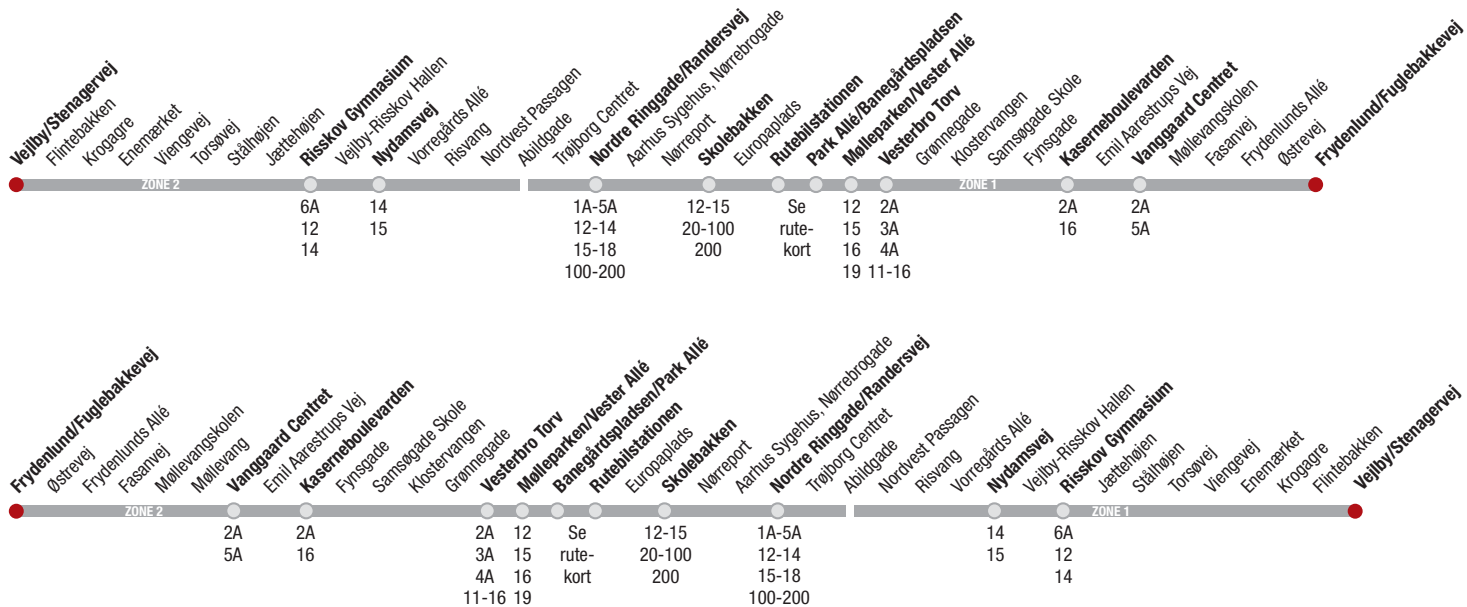 Vejlby/Stenagervej
Flintebakken
Krogagre
Enemærket
Viengevej
Torsøvej
Stålhøjen
Jættehøjen
Risskov Gymnasium
Vejlby-Risskov Hallen
Nydamsvej
Vorregårds Allé
Risvang
Nordvest Passagen
Abildgade
Trøjborg Centret
Nordre Ringgade/Randersvej
Aarhus Sygehus, Nørrebrogade
Nørreport
Skolebakken
Europaplads
Rutebilstationen
Park Allé/Banegårdspladsen
Mølleparken/Vester Allé
Vesterbro Torv
Grønnegade
Klostervangen
Samsøgade Skole
Fynsgade
Kaserneboulevarden
Emil Aarestrups Vej
Vanggaard Centret
Møllevangskolen
Fasanvej
Frydenlunds Allé
Østrevej
Frydenlund/Fuglebakkevej
ZONE 2
ZONE 1
6A
12
14
14
15
1A-5A
12-14
15-18
100-200
12-15
20-100
200
Se
rute-
kort
12
15
16
19
2A
3A
4A
11-16
2A
16
2A
5A
Frydenlund/Fuglebakkevej
Østrevej
Frydenlunds Allé
Fasanvej
Møllevangskolen
Møllevang
Vanggaard Centret
Emil Aarestrups Vej
Kaserneboulevarden
Fynsgade
Samsøgade Skole
Klostervangen
Grønnegade
Vesterbro Torv
Mølleparken/Vester Allé
Banegårdspladsen/Park Allé
Rutebilstationen
Europaplads
Skolebakken
Nørreport
Aarhus Sygehus, Nørrebrogade
Nordre Ringgade/Randersvej
Trøjborg Centret
Abildgade
Nordvest Passagen
Risvang
Vorregårds Allé
Nydamsvej
Vejlby-Risskov Hallen
Risskov Gymnasium
Jættehøjen
Stålhøjen
Torsøvej
Viengevej
Enemærket
Krogagre
Flintebakken
Vejlby/Stenagervej
ZONE 2
ZONE 1
2A
5A
2A
16
2A
3A
4A
11-16
12
15
16
19
Se
rute-
kort
12-15
20-100
200
1A-5A
12-14
15-18
100-200
14
15
6A
12
14